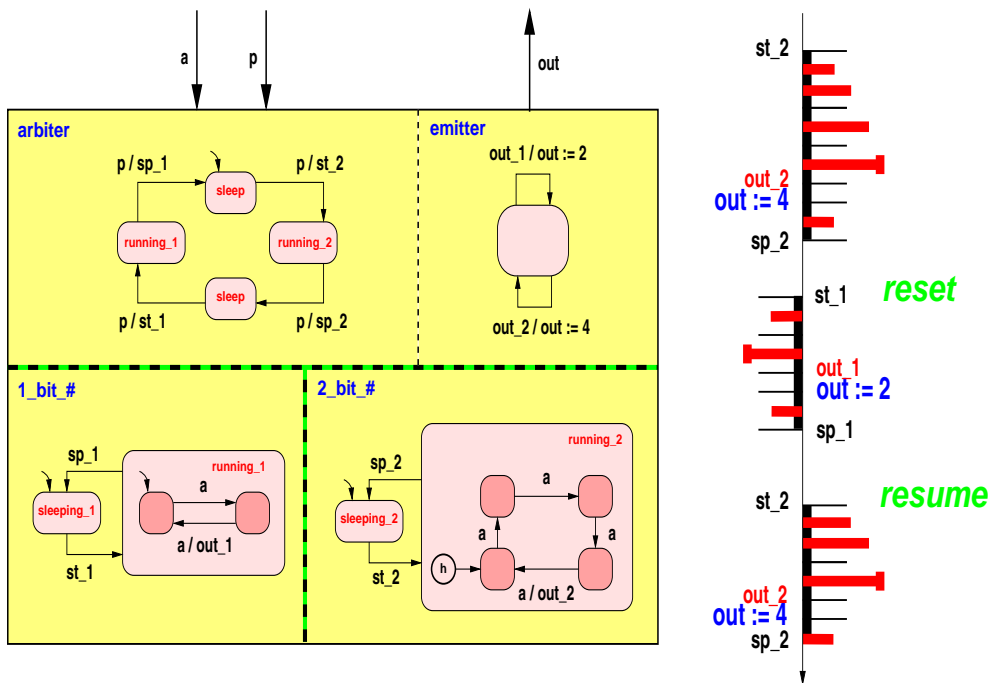 a
p
out
arbiter
emitter
p / sp_1
p / st_2
sleep
running_1
running_2
sleep
p / st_1
p / sp_2
out_1 / out := 2
out_2 / out := 4
1_bit_#
2_bit_#
sp_1
running_1
sleeping_1
a
a / out_1
st_1
running_2
sp_2
sleeping_2
a
a
a
st_2
h
a / out_2
st_2
out_2
out := 4
sp_2
st_1
reset
out_1
out := 2
sp_1
st_2
resume
out_2
out := 4
sp_2